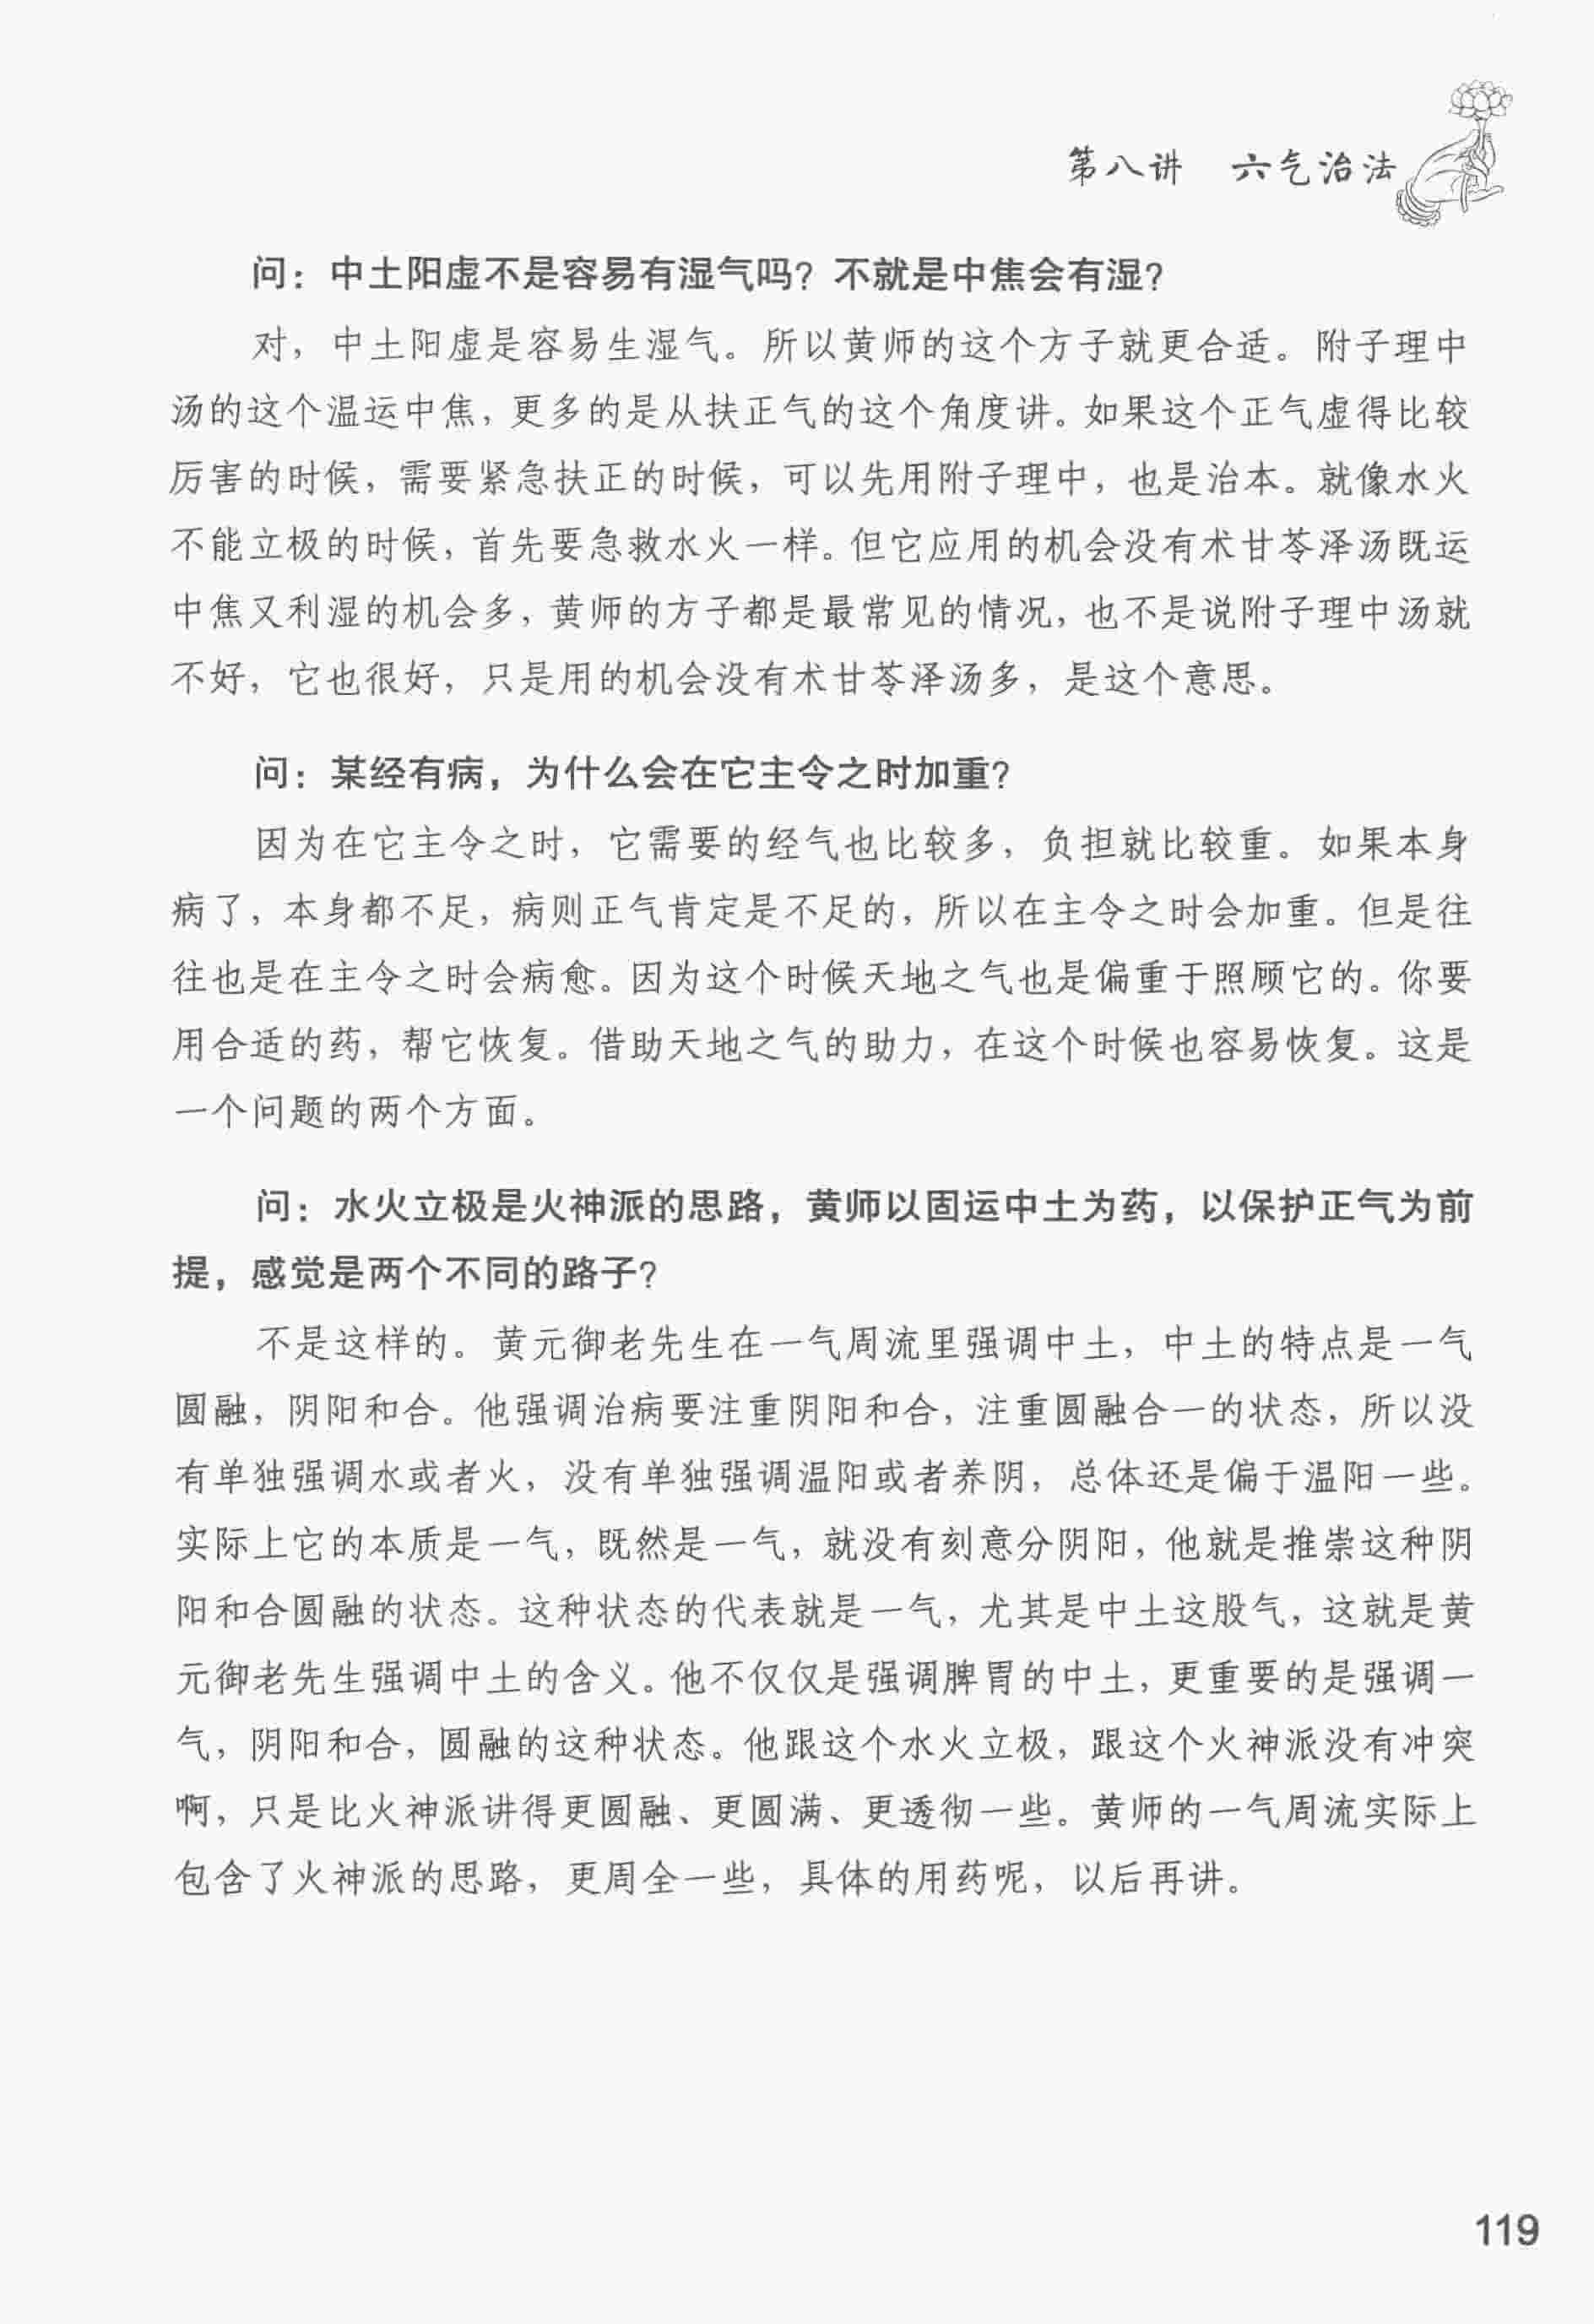 第八讲 六气治法
问：中土阳虚不是容易有湿气吗？不就是中焦会有湿？
对，中土阳虚是容易生湿气。所以黄师的这个方子就更合适。附子理中
汤的这个温运中焦，更多的是从扶正气的这个角度讲。如果这个正气虚得比较
厉害的时候，需要紧急扶正的时候，可以先用附子理中，也是治本。就像水火
不能立极的时候，首先要急救水火一样。但它应用的机会没有术甘苓泽汤既运
中焦又利湿的机会多，黄师的方子都是最常见的情况，也不是说附子理中汤就
不好，它也很好，只是用的机会没有术甘苓泽汤多，是这个意思。
问：某经有病，为什么会在它主令之时加重？
因为在它主令之时，它需要的经气也比较多，负担就比较重。如果本身
病了，本身都不足，病则正气肯定是不足的，所以在主令之时会加重。但是往
往也是在主令之时会病愈。因为这个时候天地之气也是偏重于照顾它的。你要
用合适的药，帮它恢复。借助天地之气的助力，在这个时候也容易恢复。这是
一个问题的两个方面。
问：水火立极是火神派的思路，黄师以固运中土为药，以保护正气为前
提，感觉是两个不同的路子？
不是这样的。黄元御老先生在一气周流里强调中土，中土的特点是一气
圆融，阴阳和合。他强调治病要注重阴阳和合，注重圆融合一的状态，所以没
有单独强调水或者火，没有单独强调温阳或者养阴，总体还是偏于温阳一些。
实际上它的本质是一气，既然是一气，就没有刻意分阴阳，他就是推崇这种阴
阳和合圆融的状态。这种状态的代表就是一气，尤其是中土这股气，这就是黄
元御老先生强调中土的含义。他不仅仅是强调脾胃的中土，更重要的是强调一
气，阴阳和合，圆融的这种状态。他跟这个水火立极，跟这个火神派没有冲突
啊，只是比火神派讲得更圆融、更圆满、更透彻一些。黄师的一气周流实际上
包含了火神派的思路，更周全一些，具体的用药呢，以后再讲。
119